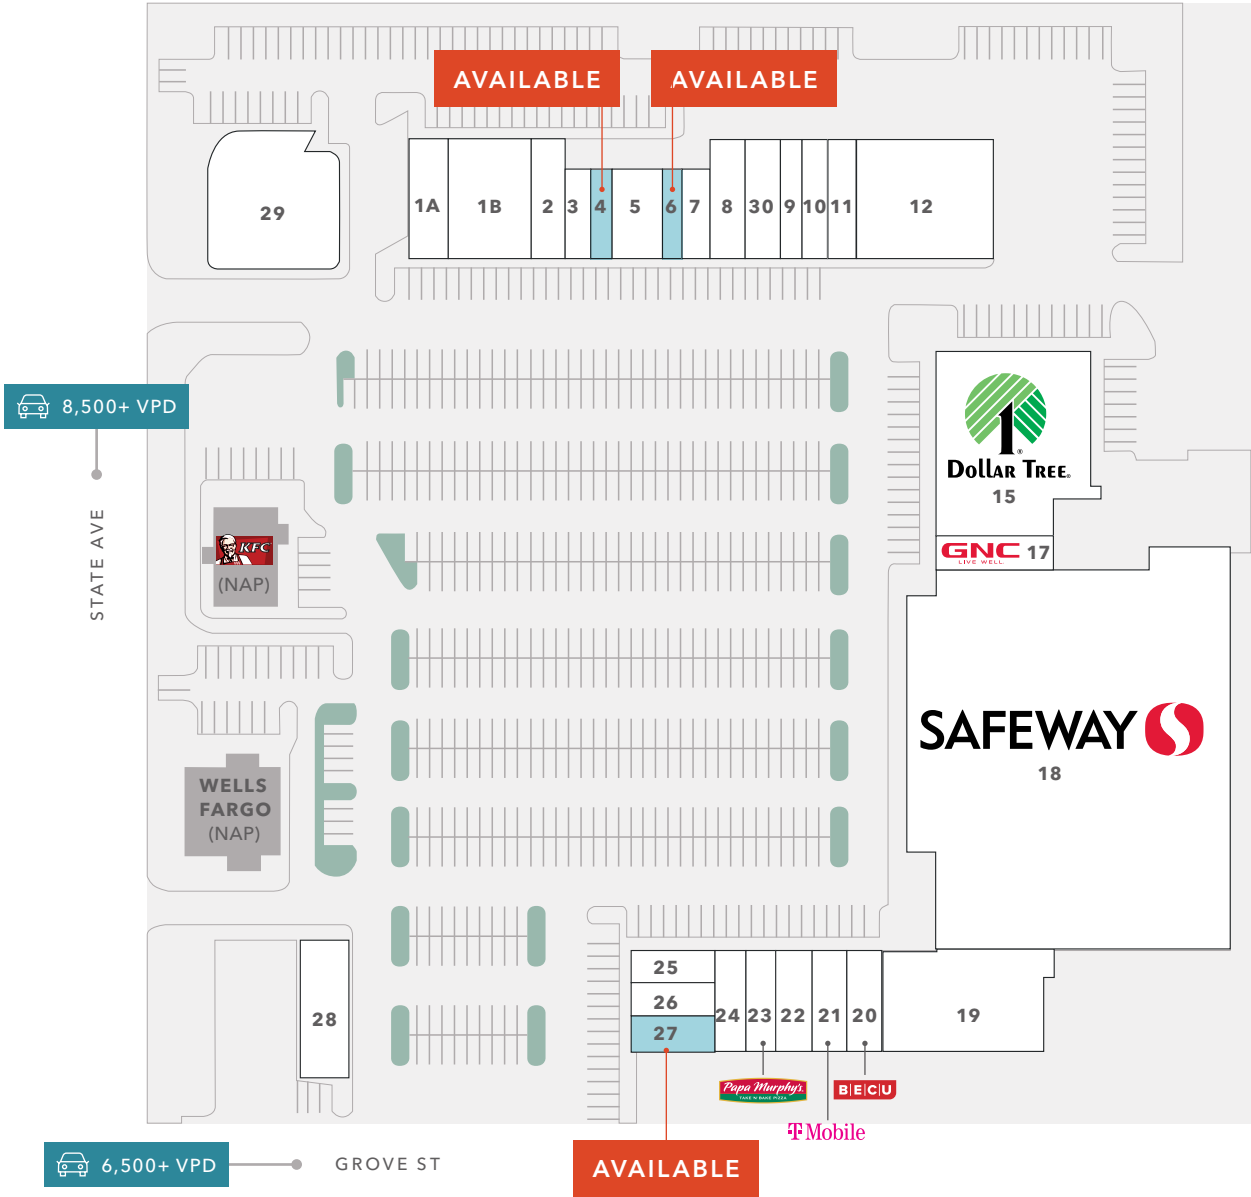 AVAILABLE
AVAILABLE
29
1A
1B
2
3
4
5
6
7
8
30
9
10
11
12
8,500+ VPD
STATE AVE
DOLLAR TREE®
15
GNC
LIVE WELL
17
KFC
(NAP)
SAFEWAY
18
WELLS
FARGO
(NAP)
25
26
27
24
23
22
21
20
19
28
Papa Murphy's
TAKE 'N' BAKE PIZZA
BECU
T Mobile
6,500+ VPD
GROVE ST
AVAILABLE